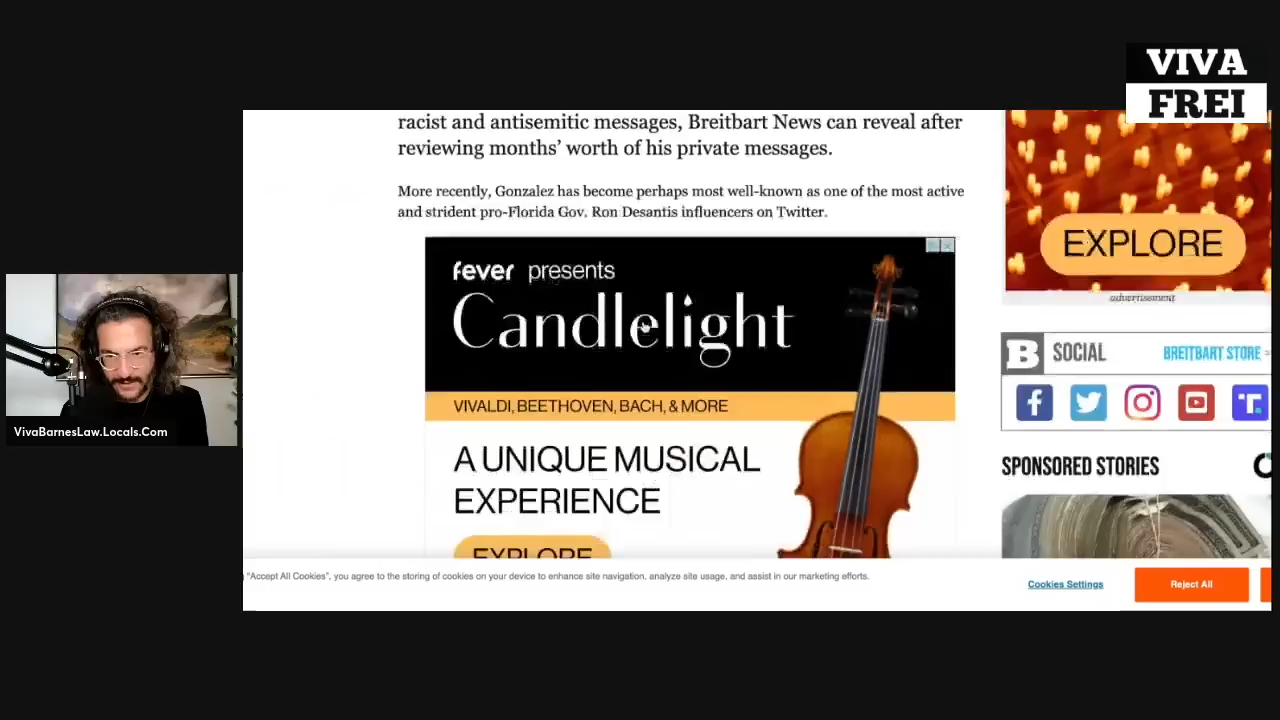 VIVA
FREI
racist and antisemitic messages, Breitbart News can reveal after
reviewing months’ worth of his private messages.
More recently, Gonzalez has become perhaps most well-known as one of the most active
and strident pro-Florida Gov. Ron Desantis influencers on Twitter.
fever presents
Candlelight
VIVALDI, BEETHOVEN, BACH, & MORE
A UNIQUE MUSICAL
EXPERIENCE
EXPLORE
EXPLORE
advertisement
B SOCIAL BREITBART STORE
SPONSORED STORIES
VivaBarnesLaw.Locals.Com
"Accept All Cookies", you agree to the storing of cookies on your device to enhance site navigation, analyze site usage, and assist in our marketing efforts.
Cookies Settings
Reject All